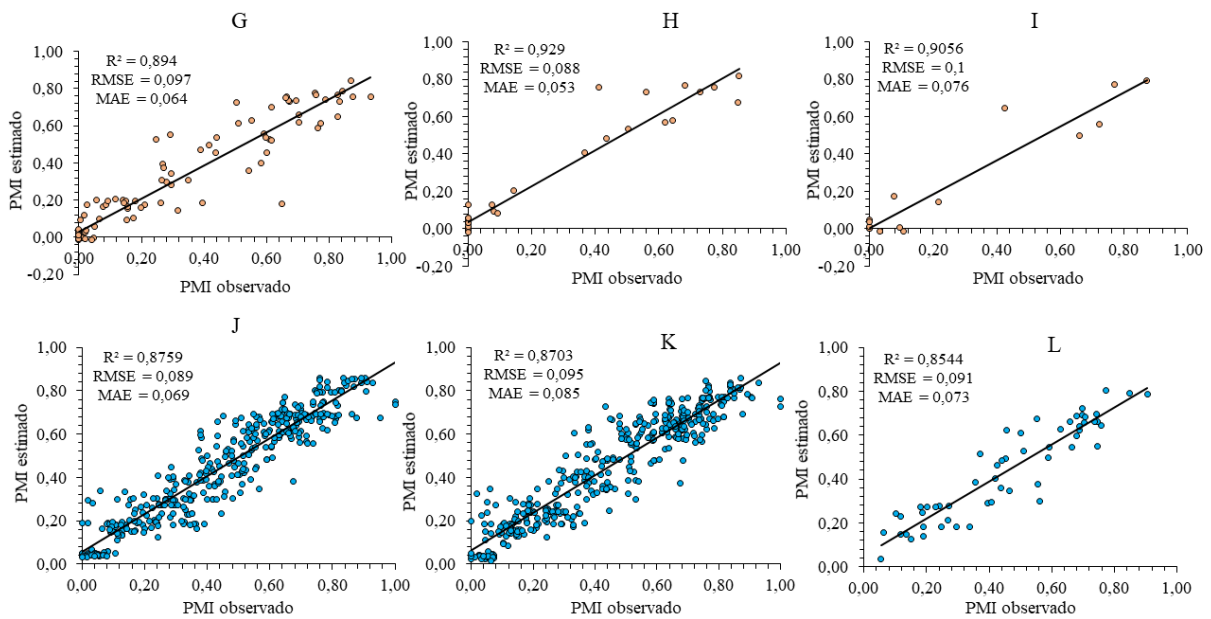 G
R² = 0,894
RMSE = 0,097
MAE = 0,064
PMI estimado
1,00
0,80
0,60
0,40
0,20
0,00
-0,20
0,00 0,20 0,40 0,60 0,80 1,00
PMI observado
H
R² = 0,929
RMSE = 0,088
MAE = 0,053
PMI estimado
1,00
0,80
0,60
0,40
0,20
0,00
-0,20
0,00 0,20 0,40 0,60 0,80 1,00
PMI observado
I
R² = 0,9056
RMSE = 0,1
MAE = 0,076
PMI estimado
1,00
0,80
0,60
0,40
0,20
0,00
-0,20
0,00 0,20 0,40 0,60 0,80 1,00
PMI observado
J
R² = 0,8759
RMSE = 0,089
MAE = 0,069
PMI estimado
1,00
0,80
0,60
0,40
0,20
0,00
0,00 0,20 0,40 0,60 0,80 1,00
PMI observado
K
R² = 0,8703
RMSE = 0,095
MAE = 0,085
PMI estimado
1,00
0,80
0,60
0,40
0,20
0,00
0,00 0,20 0,40 0,60 0,80 1,00
PMI observado
L
R² = 0,8544
RMSE = 0,091
MAE = 0,073
PMI estimado
1,00
0,80
0,60
0,40
0,20
0,00
0,00 0,20 0,40 0,60 0,80 1,00
PMI observado